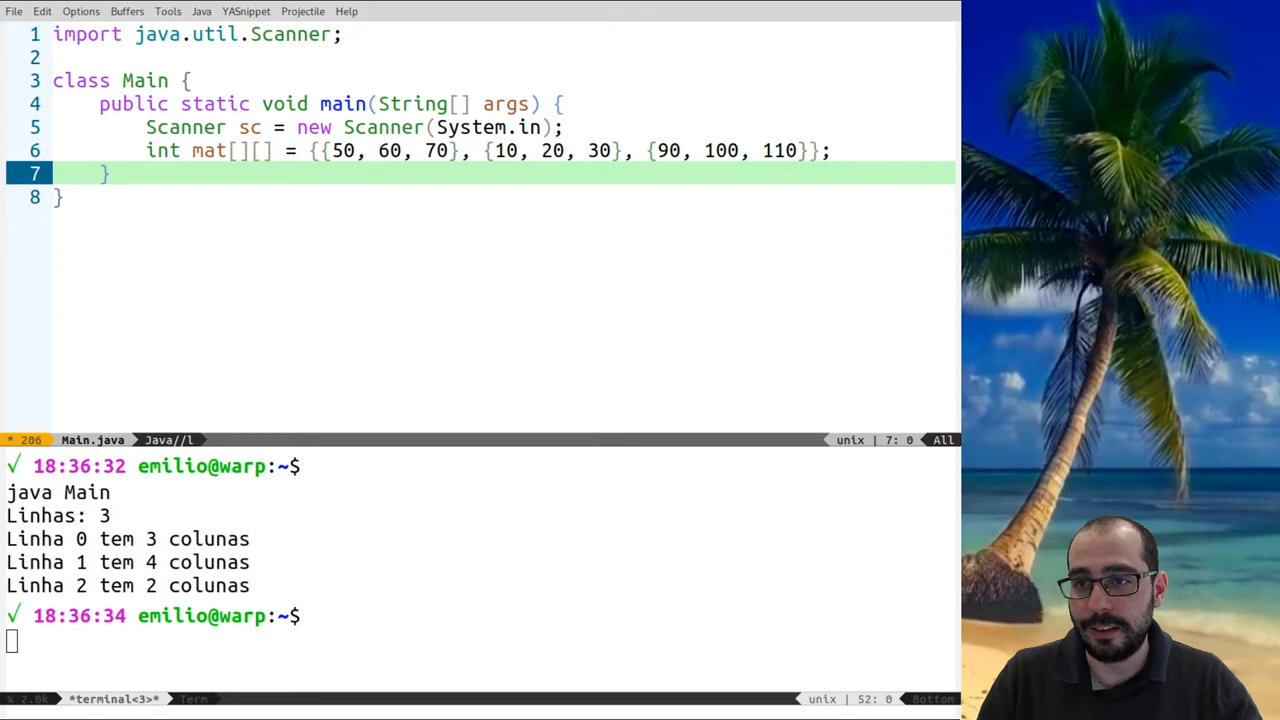 File Edit Options Buffers Tools Java YASnippet Projectile Help
1 import java.util.Scanner;
2
3 class Main {
4 public static void main(String[] args) {
5 Scanner sc = new Scanner(System.in);
6 int mat[][] = {{50, 60, 70}, {10, 20, 30}, {90, 100, 110}};
7 }
8 }
* 206 Main.java Java//l unix | 7: 0 All
√ 18:36:32 emilio@warp:~$
java Main
Linhas: 3
Linha 0 tem 3 colunas
Linha 1 tem 4 colunas
Linha 2 tem 2 colunas
√ 18:36:34 emilio@warp:~$
% 2.0k *terminal<3>* Term unix | 52: 0 Bottom